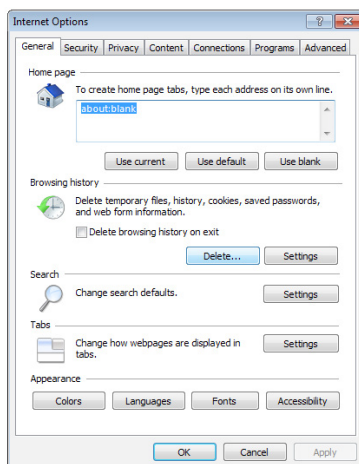 Internet Options
General Security Privacy Content Connections Programs Advanced
Home page
To create home page tabs, type each address on its own line.
about:blank
Use current Use default Use blank
Browsing history
Delete temporary files, history, cookies, saved passwords,
and web form information.
Delete browsing history on exit
Delete... Settings
Search
Change search defaults. Settings
Tabs
Change how webpages are displayed in
tabs.
Settings
Appearance
Colors Languages Fonts Accessibility
OK Cancel Apply